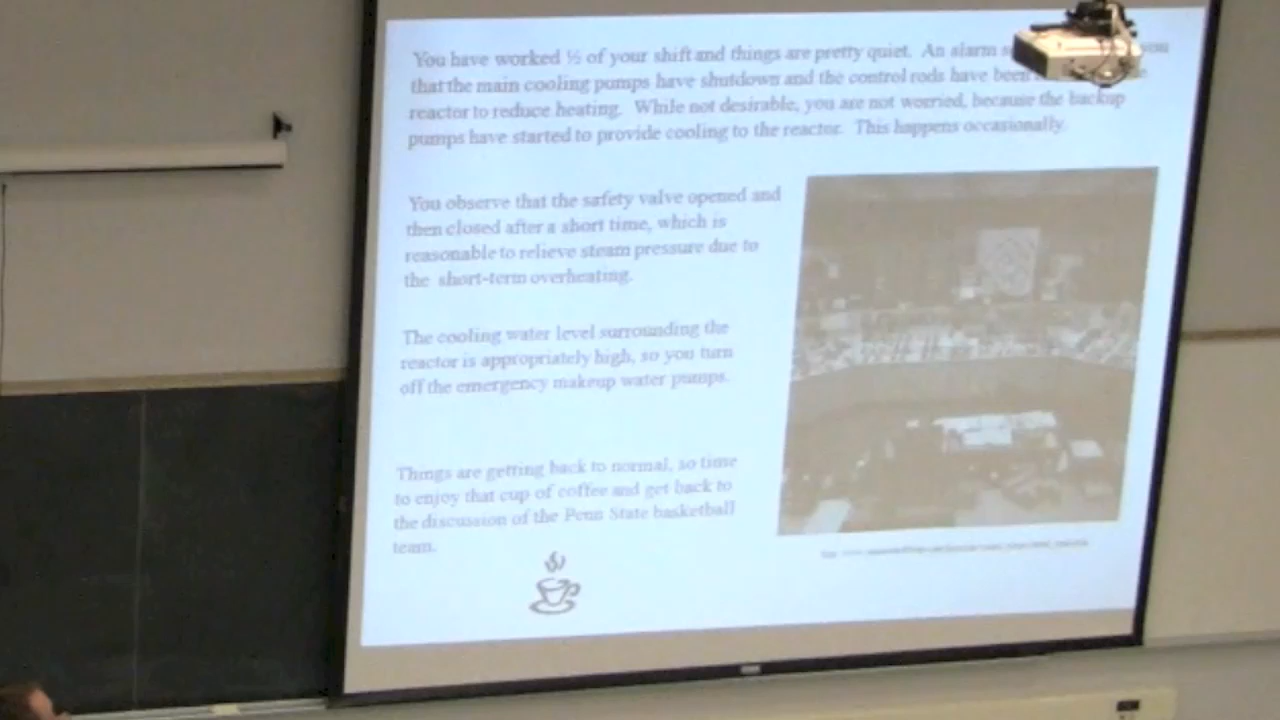 You have worked ½ of your shift and things are pretty quiet. An alarm
that the main cooling pumps have shutdown and the control rods have been
reactor to reduce heating. While not desirable, you are not worried, because the backup
pumps have started to provide cooling to the reactor. This happens occasionally.
You observe that the safety valve opened and
then closed after a short time, which is
reasonable to relieve steam pressure due to
the short-term overheating.
The cooling water level surrounding the
reactor is appropriately high, so you turn
off the emergency makeup water pumps.
Things are getting back to normal, so time
to enjoy that cup of coffee and get back to
the discussion of the Penn State basketball
team.